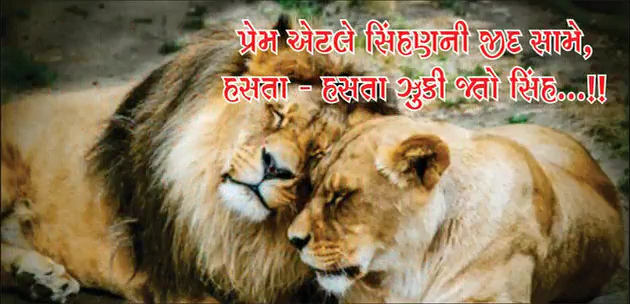 પ્રેમ એટલે સિંહણની જીદ સામે,
હસતા - હસતા ઝુકી જતો સિંહ...!!